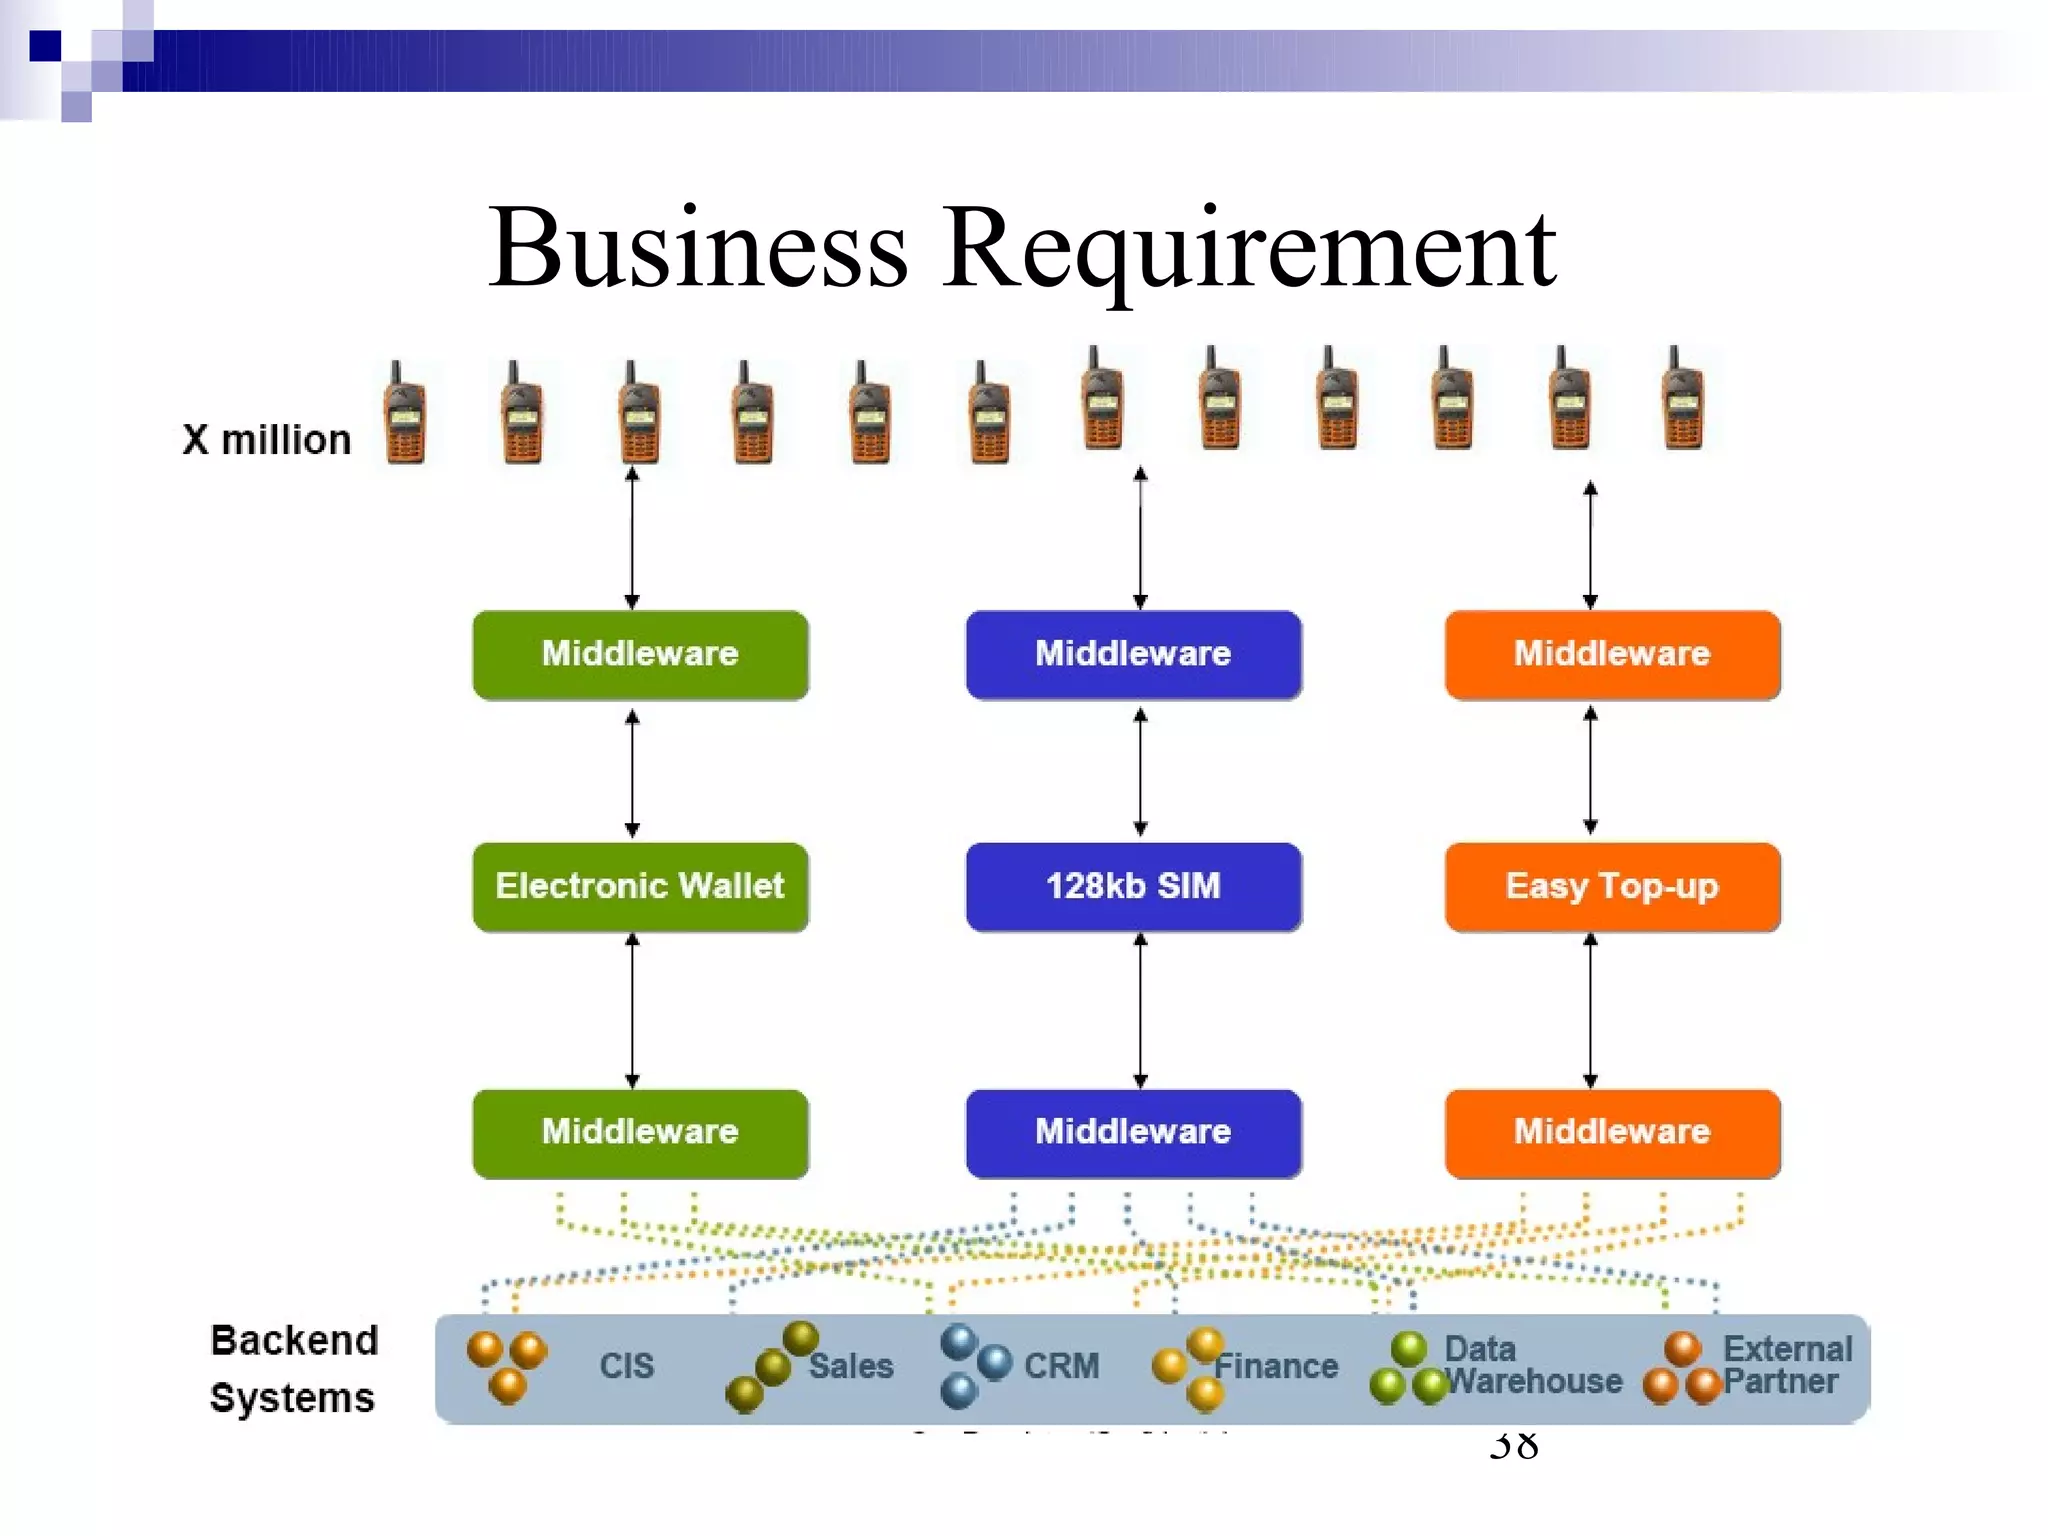 Business Requirement
X million
Middleware Middleware Middleware
Electronic Wallet 128kb SIM Easy Top-up
Middleware Middleware Middleware
Backend
Systems
CIS Sales CRM Finance Data Warehouse External Partner
38